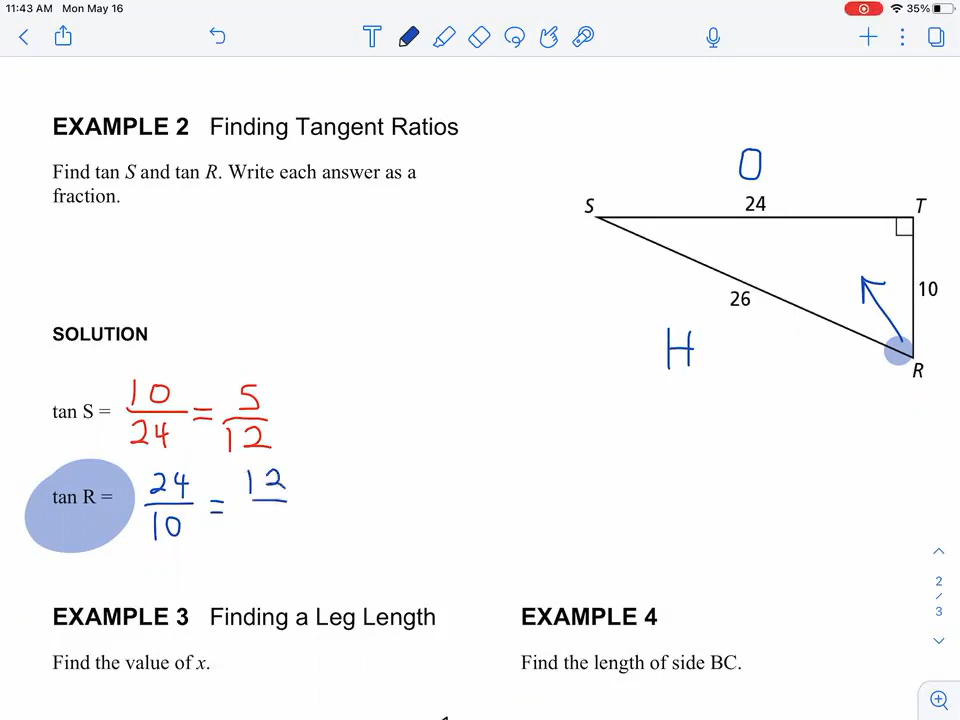 11:43 AM Mon May 16
35%
T
EXAMPLE 2 Finding Tangent Ratios
Find tan S and tan R. Write each answer as a
fraction.
O
S
24
T
26
10
H
R
SOLUTION
tan S = 10/24 = 5/12
tan R = 24/10 = 12
2
/
3
EXAMPLE 3 Finding a Leg Length
EXAMPLE 4
Find the value of x.
Find the length of side BC.